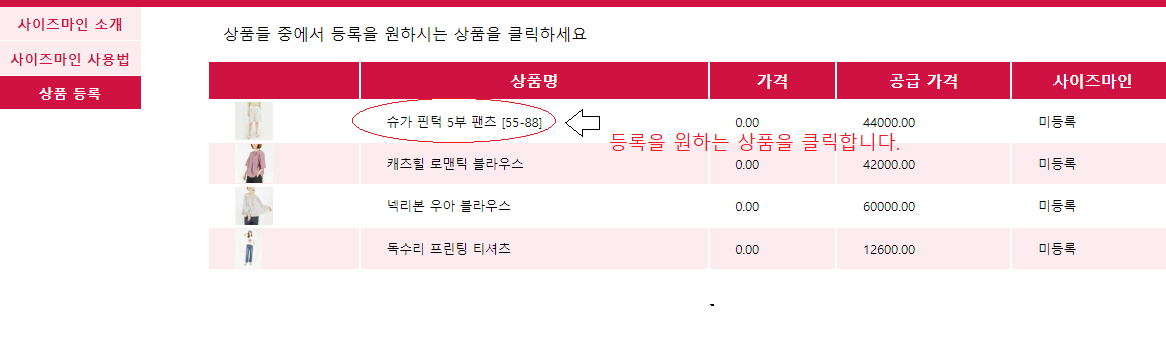 사이즈마인 소개
사이즈마인 사용법
상품 등록
상품들 중에서 등록을 원하시는 상품을 클릭하세요
상품명 가격 공급 가격 사이즈마인
슈가 핀턱 5부 팬츠 [55-88] 0.00 44000.00 미등록
등록을 원하는 상품을 클릭합니다.
캐츠힐 로맨틱 블라우스 0.00 42000.00 미등록
넥리본 우아 블라우스 0.00 60000.00 미등록
독수리 프린팅 티셔츠 0.00 12600.00 미등록